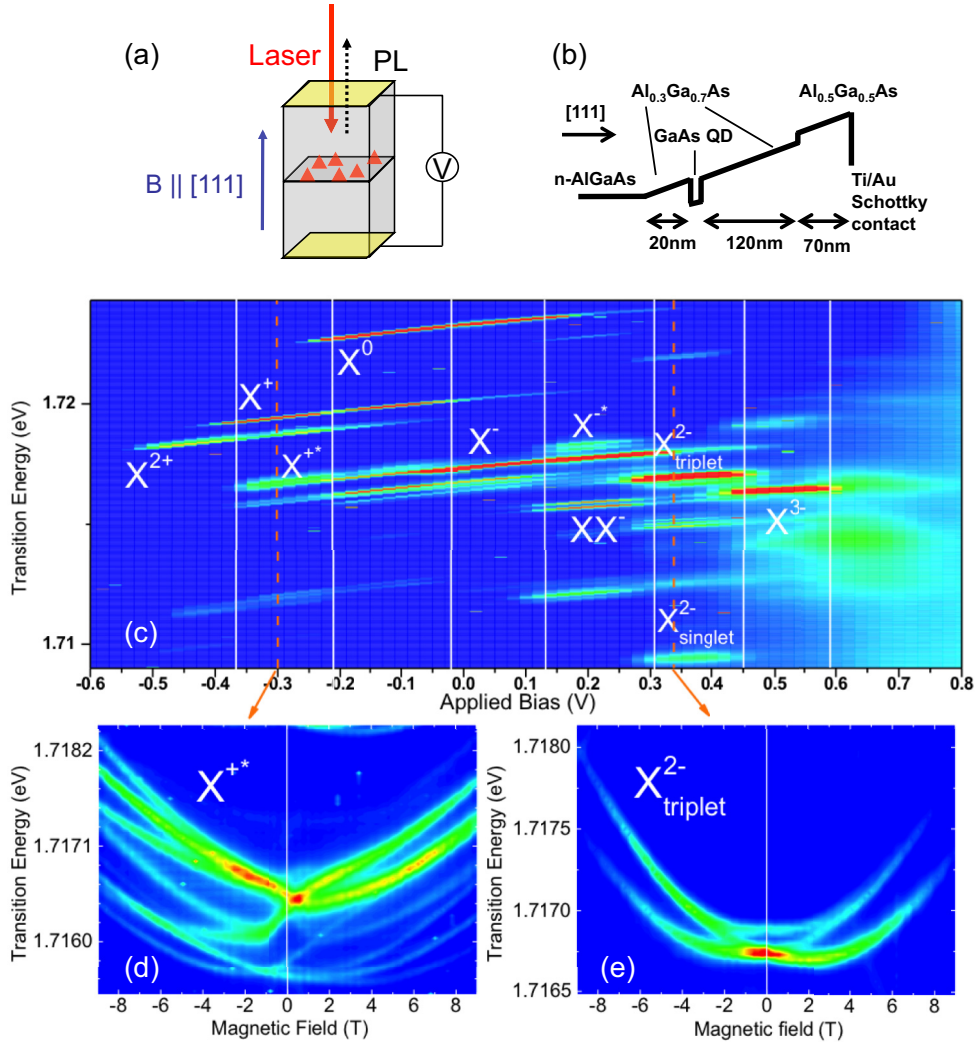 (a)
Laser
PL
B || [111]
V
(b)
Al0.3Ga0.7As
Al0.5Ga0.5As
[111]
GaAs QD
n-AlGaAs
Ti/Au
Schottky
contact
20nm
120nm
70nm
Transition Energy (eV)
1.72
1.71
X0
X+
X2+
X+*
X-
X-*
X2- triplet
XX-
X3-
X2- singlet
(c)
-0.6 -0.5 -0.4 -0.3 -0.2 -0.1 0.0 0.1 0.2 0.3 0.4 0.5 0.6 0.7 0.8
Applied Bias (V)
Transition Energy (eV)
1.7182
1.7171
1.7160
X+*
(d)
-8 -6 -4 -2 0 2 4 6 8
Magnetic Field (T)
Transition Energy (eV)
1.7180
1.7175
1.7170
1.7165
X2- triplet
(e)
-8 -4 0 4 8
Magnetic field (T)